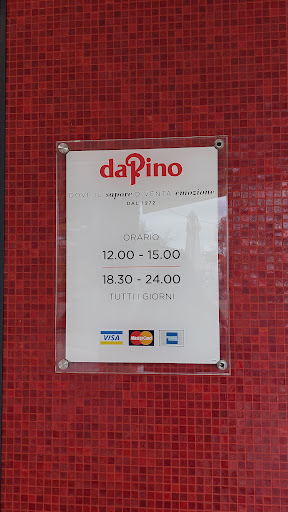 daPino
DOVE IL sapore DIVENTA emozione
DAL 1972
ORARIO
12.00 - 15.00
18.30 - 24.00
TUTTI I GIORNI
VISA MasterCard